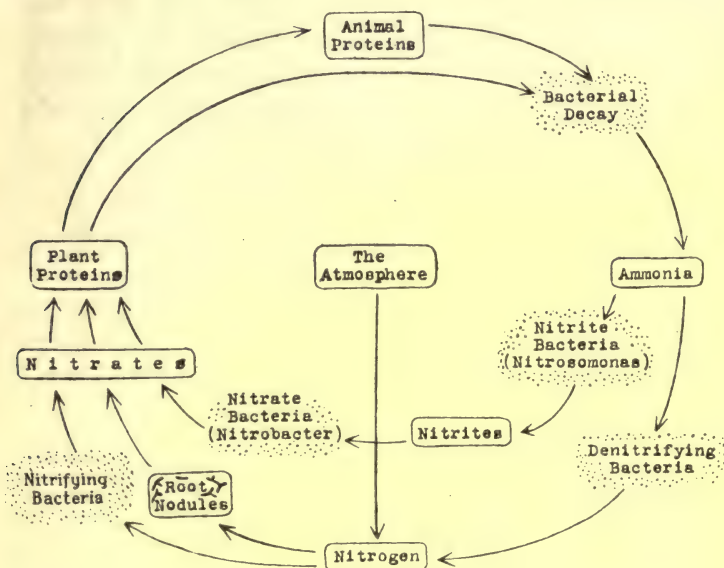 Animal
Proteins
Bacterial
Decay
Plant
Proteins
The
Atmosphere
Ammonia
Nitrite
Bacteria
(Nitrosomonas)
Nitrates
Nitrate
Bacteria
(Nitrobacter)
Nitrites
Denitrifying
Bacteria
Nitrifying
Bacteria
Root
Nodules
Nitrogen